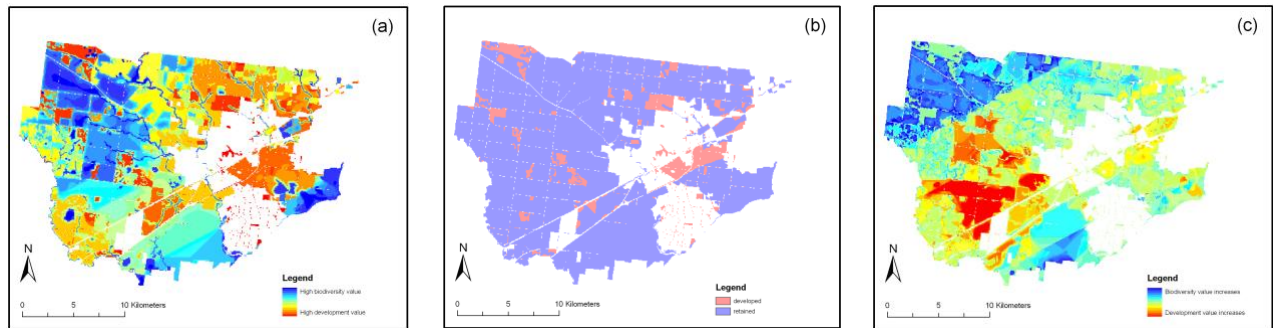 (a)
N
Legend
High biodiversity value
High development value
0 5 10 Kilometers
(b)
N
Legend
developed
retained
0 5 10 Kilometers
(c)
N
Legend
Biodiversity value increases
Development value increases
0 5 10 Kilometers